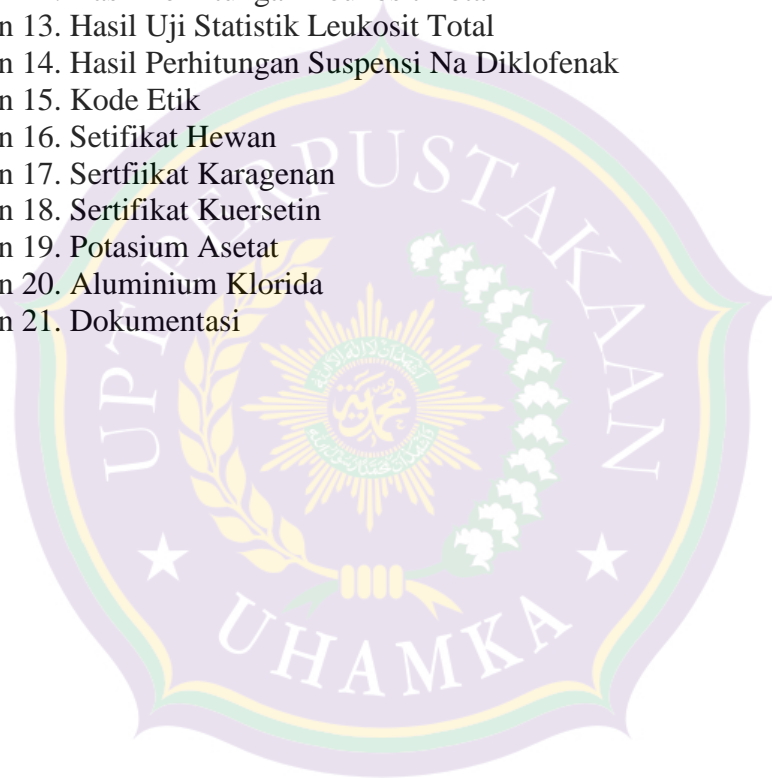 n 13. Hasil Uji Statistik Leukosit Total
n 14. Hasil Perhitungan Suspensi Na Diklofenak
n 15. Kode Etik
n 16. Setifikat Hewan
n 17. Sertfiikat Karagenan
n 18. Sertifikat Kuersetin
n 19. Potasium Asetat
n 20. Aluminium Klorida
n 21. Dokumentasi
UPT PERPUSTAKAAN
UHAMKA